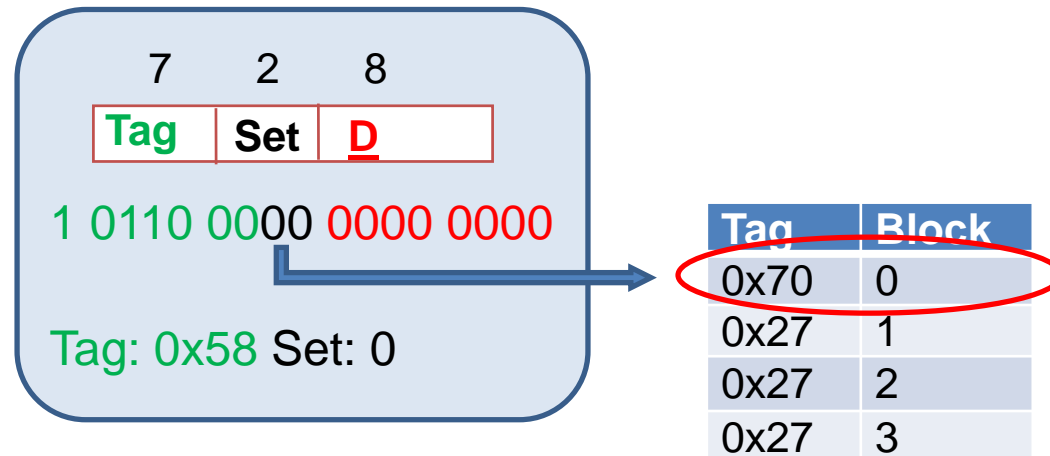 7 2 8
Tag Set D
1 0110 0000 0000 0000
Tag: 0x58 Set: 0
Tag Block
0x70 0
0x27 1
0x27 2
0x27 3